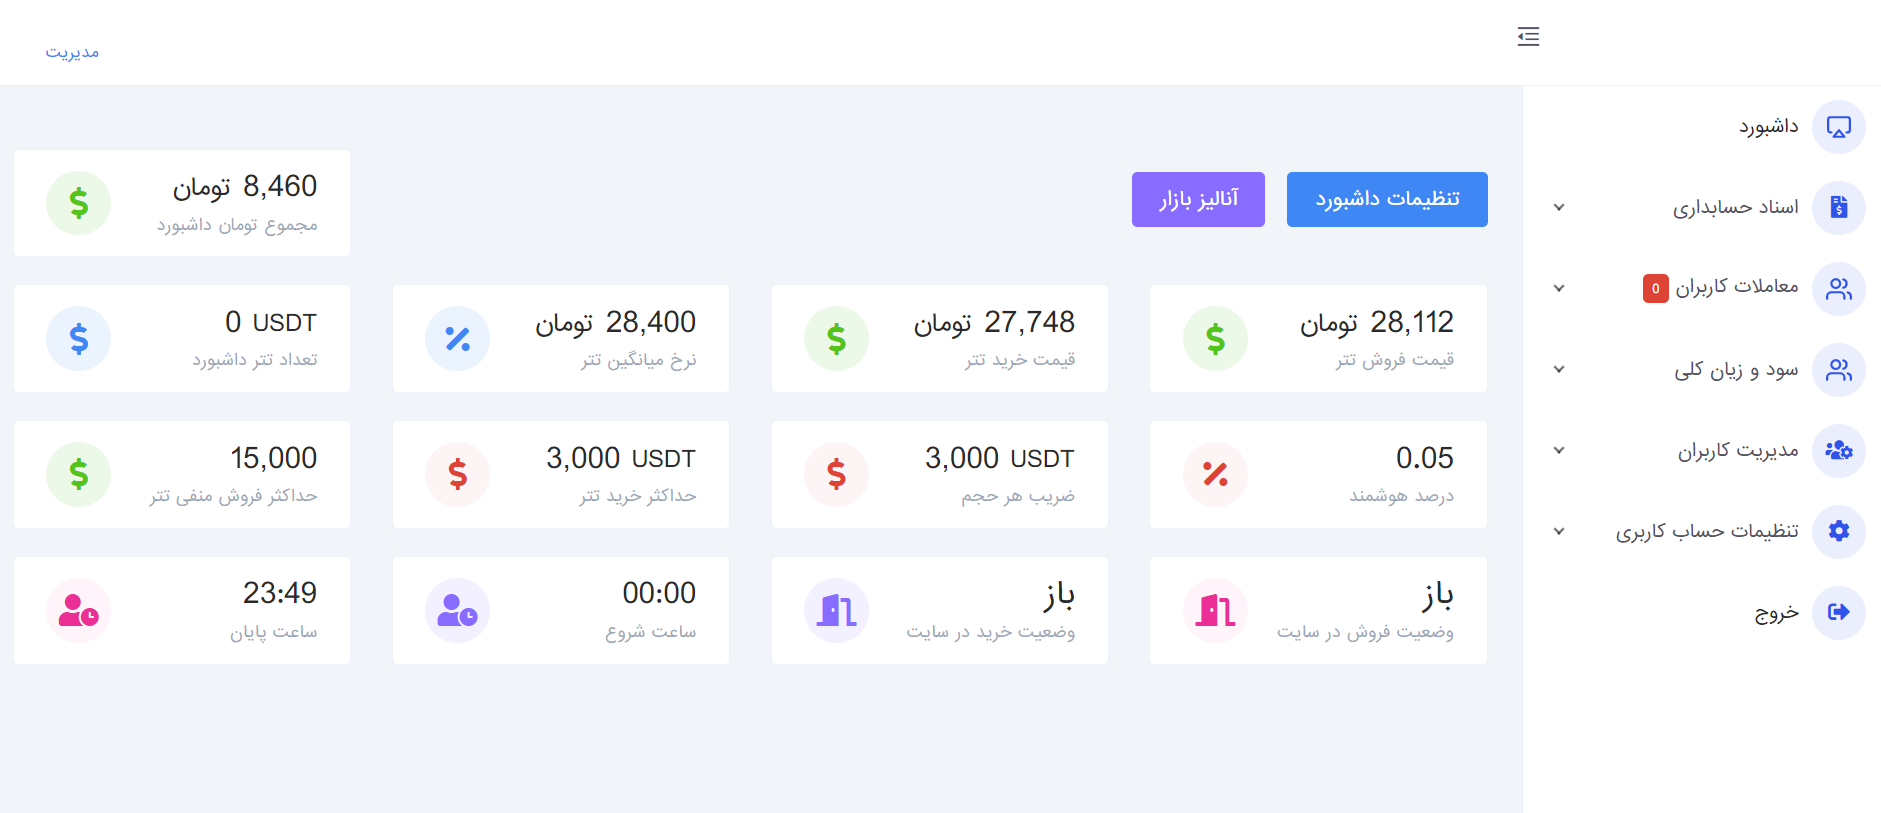 مدیریت
داشبورد
اسناد حسابداری
معاملات کاربران 0
سود و زیان کلی
مدیریت کاربران
تنظیمات حساب کاربری
خروج
تنظیمات داشبورد
آنالیز بازار
8,460 تومان
مجموع تومان داشبورد
28,112 تومان
قیمت فروش تتر
27,748 تومان
قیمت خرید تتر
28,400 تومان
نرخ میانگین تتر
0 USDT
تعداد تتر داشبورد
0.05
درصد هوشمند
3,000 USDT
ضریب هر حجم
3,000 USDT
حداکثر خرید تتر
15,000
حداکثر فروش منفی تتر
باز
وضعیت فروش در سایت
باز
وضعیت خرید در سایت
00:00
ساعت شروع
23:49
ساعت پایان